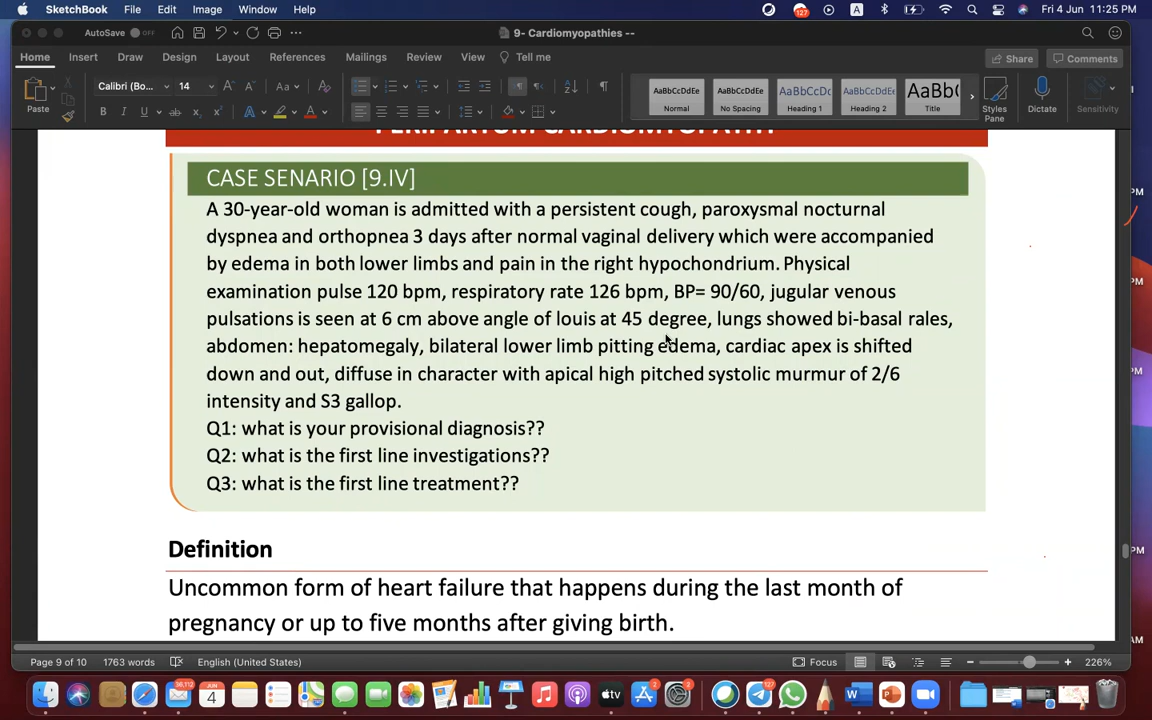 SketchBook File Edit Image Window Help
127
A
Fri 4 Jun 11:25 PM
AutoSave OFF
9- Cardiomyopathies --
Home Insert Draw Design Layout References Mailings Review View Tell me
Share Comments
Paste
Calibri (Bo... 14
AaBbCcDdEe AaBbCcDdEe AaBbCcDc AaBbCcDdEe AaBb(
Normal No Spacing Heading 1 Heading 2 Title
Styles Pane
Dictate
Sensitivity
PERIPARTUM CARDIOMYOPATHY
CASE SENARIO [9.IV]
A 30-year-old woman is admitted with a persistent cough, paroxysmal nocturnal
dyspnea and orthopnea 3 days after normal vaginal delivery which were accompanied
by edema in both lower limbs and pain in the right hypochondrium. Physical
examination pulse 120 bpm, respiratory rate 126 bpm, BP= 90/60, jugular venous
pulsations is seen at 6 cm above angle of louis at 45 degree, lungs showed bi-basal rales,
abdomen: hepatomegaly, bilateral lower limb pitting edema, cardiac apex is shifted
down and out, diffuse in character with apical high pitched systolic murmur of 2/6
intensity and S3 gallop.
Q1: what is your provisional diagnosis??
Q2: what is the first line investigations??
Q3: what is the first line treatment??
Definition
Uncommon form of heart failure that happens during the last month of
pregnancy or up to five months after giving birth.
Page 9 of 10 1763 words English (United States) Focus 226%